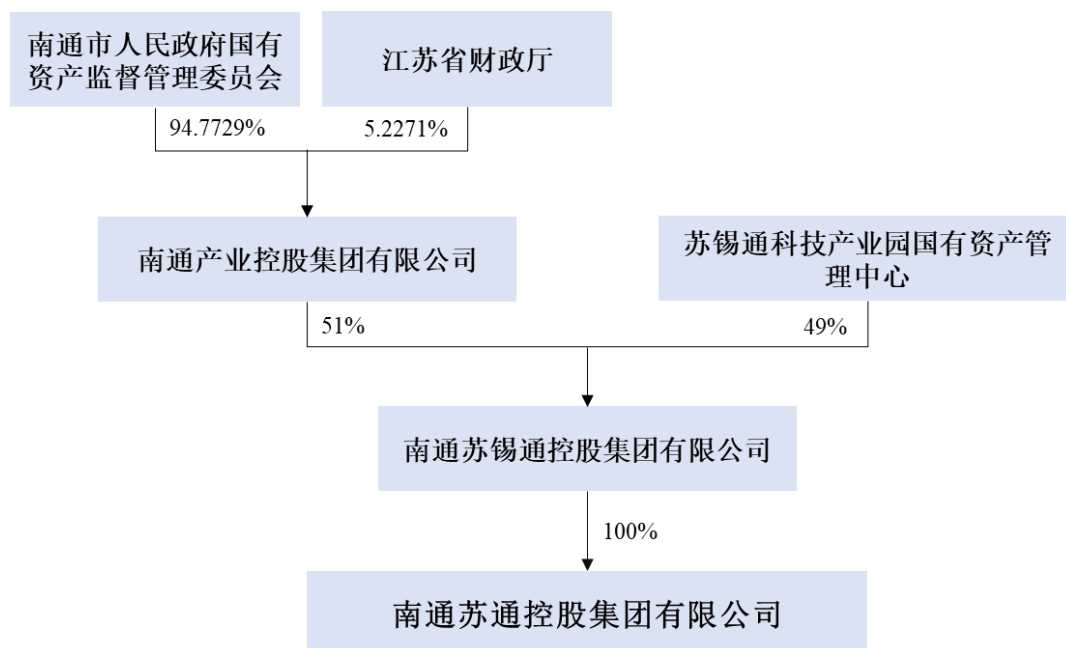 南通市人民政府国有
资产监督管理委员会
江苏省财政厅
94.7729%
5.2271%
南通产业控股集团有限公司
苏锡通科技产业园国有资产管
理中心
51%
49%
南通苏锡通控股集团有限公司
100%
南通苏通控股集团有限公司